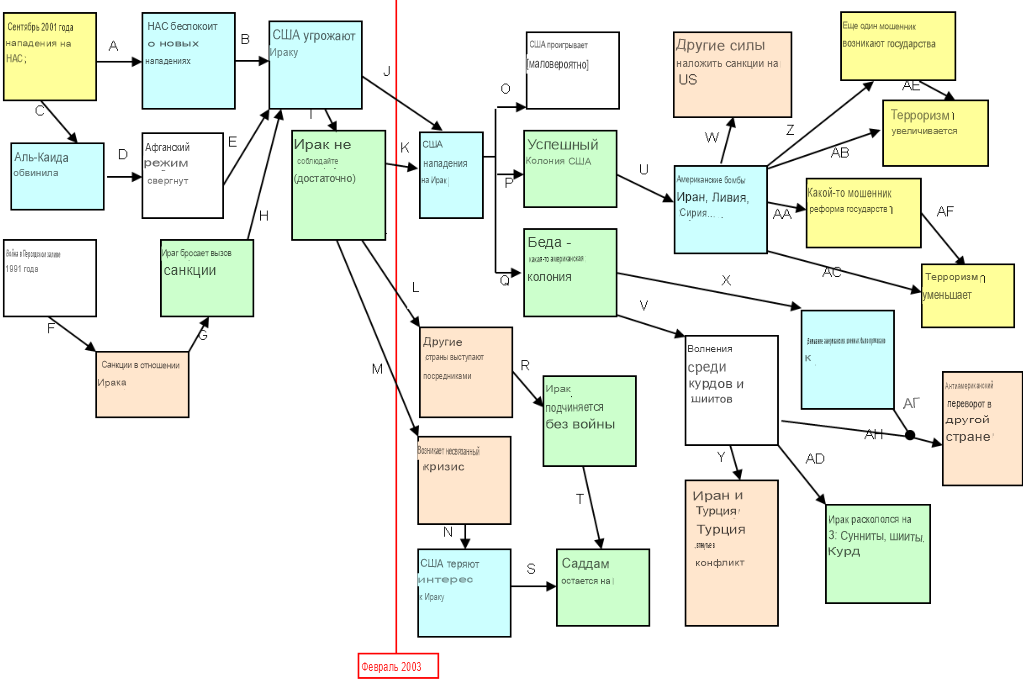 Сентябрь 2001 года
нападения на
НАС;
A
НАС беспокоит
о новых
нападениях
B
США угрожают
Ираку
C
Аль-Каида
обвинила
D
Афганский
режим
свергнут
E
F
G
H
I
J
1991 года
Санкции в отношении
Ирака
Ираг бросает вызов
санкции
Ирак не
соблюдайте
(достаточно)
K
США
нападения
на Ирак
L
M
Другие
страны выступают
посредниками
Возникает несвязанный
кризис
N
США теряют
интерес
к Ираку
O
США проигрывает
[маловероятно]
P
Успешный
Колония США
Q
Беда -
какая-то американская
колония
R
Ирак
подчиняется
без войны
S
T
Саддам
остается на
U
V
W
X
Y
Z
Другие силы
наложить санкции на
US
Американские бомбы
Иран, Ливия,
Сирия...
Еще один мошенник
возникают государства
AE
Терроризм
увеличивается
AB
AA
Какой-то мошенник
реформа государств
AF
AC
Терроризм
уменьшает
Волнения
среди
курдов и
шиитов
к
АГ
AH
AD
Антиамериканский
переворот в
другой
стране
Иран и
Турция
Турция
конфликт
Ирак раскололся на
3: Сунниты, шииты,
Курд
Февраль 2003